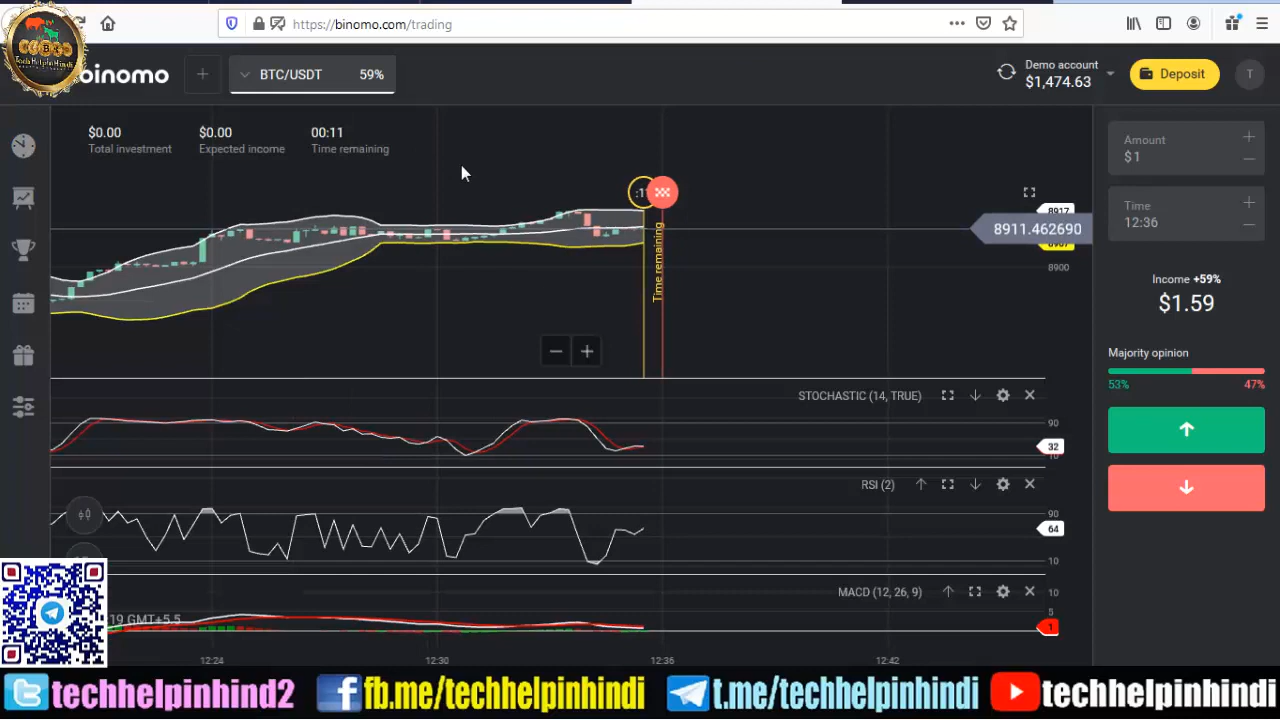 https://binomo.com/trading
binomo
BTC/USDT 59%
Demo account
$1,474.63
Deposit
T
$0.00
Total investment
$0.00
Expected income
00:11
Time remaining
Time remaining
8917
8911.462690
8900
Amount
$1
Time
12:36
Income +59%
$1.59
Majority opinion
53% 47%
STOCHASTIC (14, TRUE)
90
32
10
RSI (2)
90
64
10
MACD (12, 26, 9)
10
5
1
19 GMT+5.5
12:24 12:30 12:36 12:42
techhelpinhind2
fb.me/techhelpinhindi
t.me/techhelpinhindi
techhelpinhindi